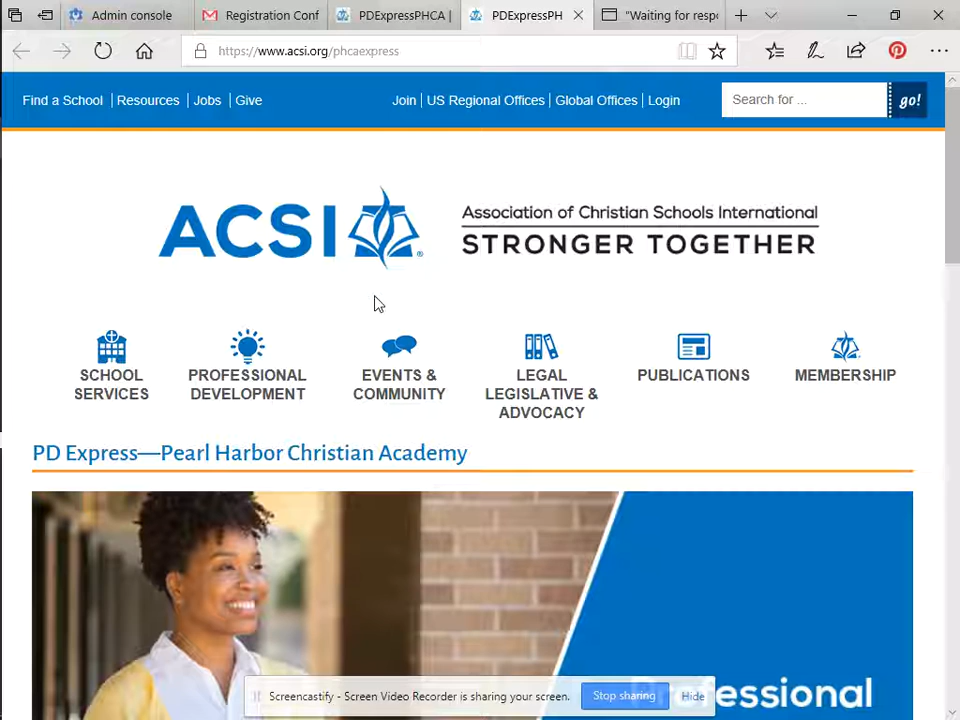 Admin console
Registration Conf
PDExpressPHCA |
PDExpressPH
"Waiting for resp
https://www.acsi.org/phcaexpress
Find a School | Resources | Jobs | Give
Join | US Regional Offices | Global Offices | Login
Search for ...
go!
ACSI
Association of Christian Schools International
STRONGER TOGETHER
SCHOOL
SERVICES
PROFESSIONAL
DEVELOPMENT
EVENTS &
COMMUNITY
LEGAL
LEGISLATIVE &
ADVOCACY
PUBLICATIONS
MEMBERSHIP
PD Express—Pearl Harbor Christian Academy
Professional
Screencastify - Screen Video Recorder is sharing your screen.
Stop sharing
Hide